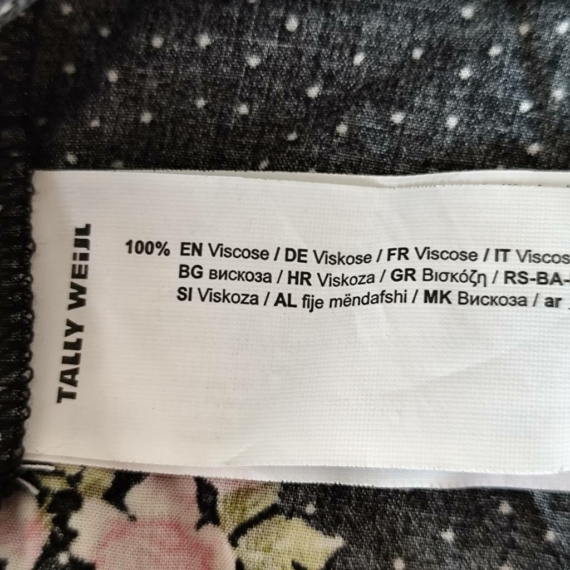 TALLY WEiJL
100% EN Viscose / DE Viskose / FR Viscose / IT Viscos
BG вискоза / HR Viskoza / GR Βισκόζη / RS-BA-
SI Viskoza / AL fije mëndafshi / MK Вискоза / ar